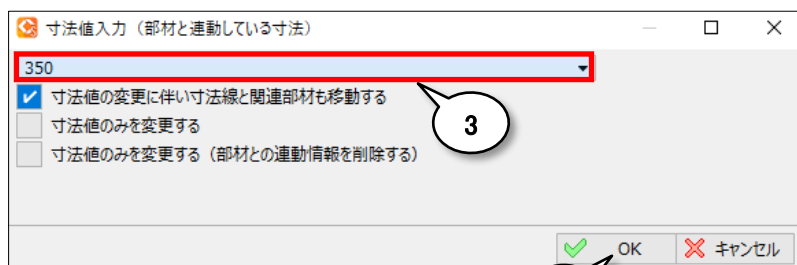 寸法値入力（部材と連動している寸法）
350
寸法値の変更に伴い寸法線と関連部材も移動する
寸法値のみを変更する
3
寸法値のみを変更する（部材との連動情報を削除する）
OK
キャンセル